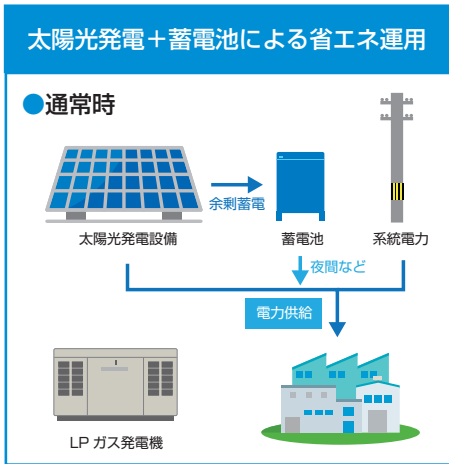 太陽光発電＋蓄電池による省エネ運用
●通常時
余剰蓄電
太陽光発電設備
蓄電池
系統電力
夜間など
電力供給
LP ガス発電機